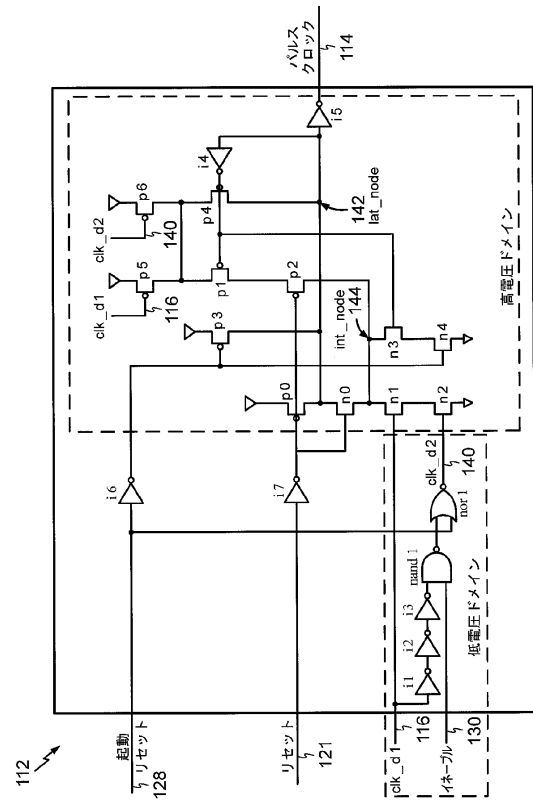 112
起動
リセット
128
リセット
121
clk_d1
116
イネーブル
130
i1
i2
i3
nand 1
nor 1
低電圧ドメイン
clk_d2
140
i6
i7
p0
n0
n1
n2
p3
int_node
144
n3
n4
clk_d1
116
p5
p1
p2
clk_d2
140
p6
p4
i4
142
lat_node
高電圧ドメイン
i5
パルス
クロック
114